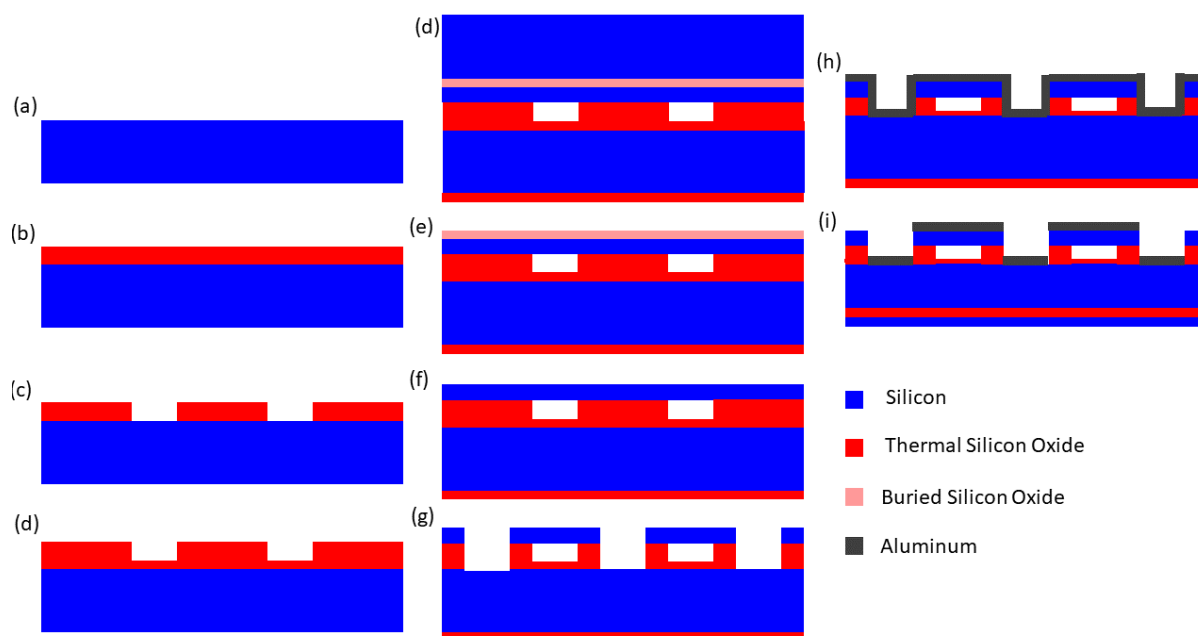 (a)
(b)
(c)
(d)
(d)
(e)
(f)
(g)
(h)
(i)
Silicon
Thermal Silicon Oxide
Buried Silicon Oxide
Aluminum